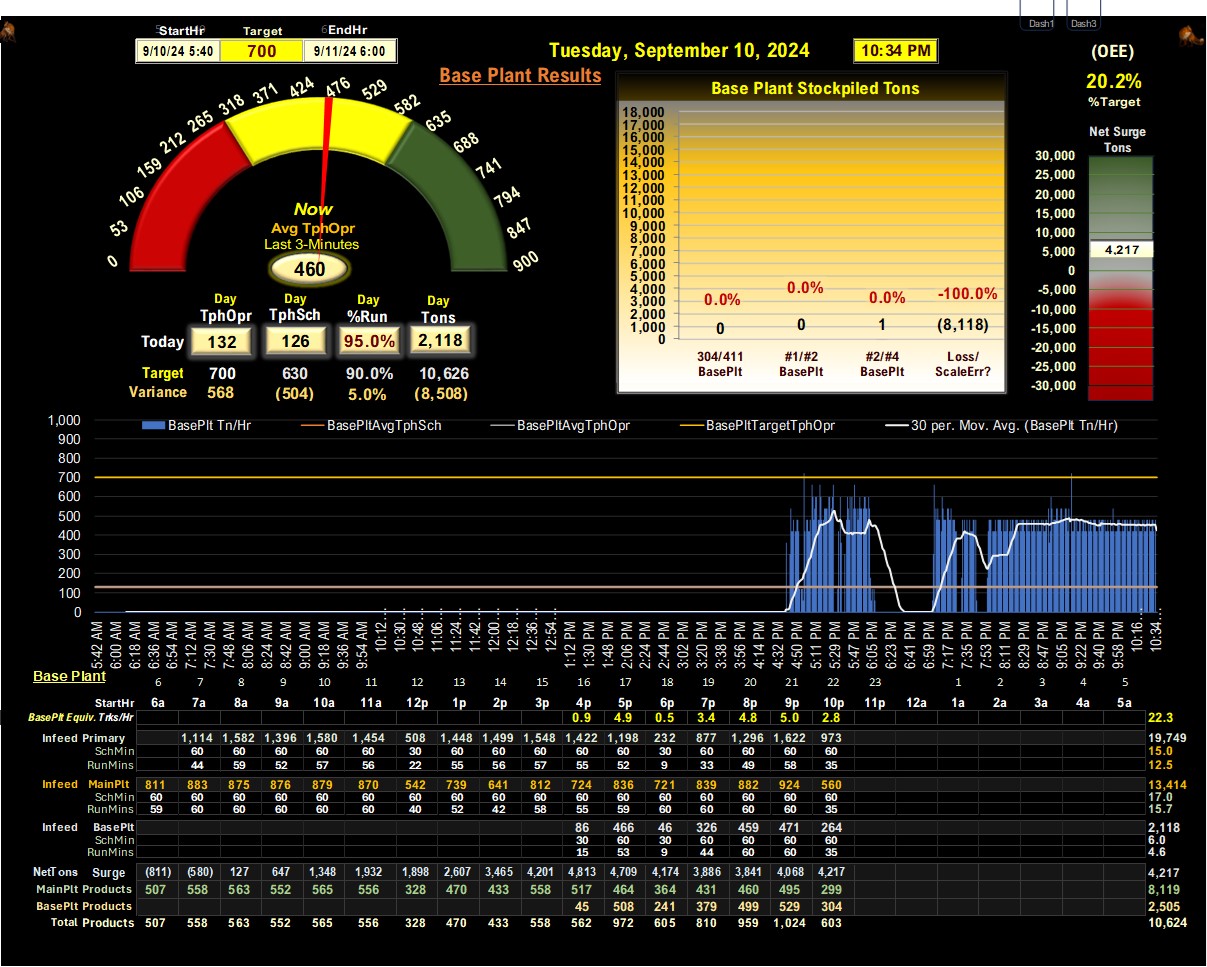 Dash1 Dash3
StartHr Target EndHr
9/10/24 5:40 700 9/11/24 6:00
Tuesday, September 10, 2024 10:34 PM
Base Plant Results
(OEE)
20.2%
%Target
0 53 106 159 212 265 318 371 424 476 529 582 635 688 741 794 847 900
Now
Avg TphOpr
Last 3-Minutes
460
Day Day Day Day
TphOpr TphSch %Run Tons
Today 132 126 95.0% 2,118
Target 700 630 90.0% 10,626
Variance 568 (504) 5.0% (8,508)
Base Plant Stockpiled Tons
18,000
17,000
16,000
15,000
14,000
13,000
12,000
11,000
10,000
9,000
8,000
7,000
6,000
5,000
4,000
3,000
2,000
1,000
0
0.0% 0.0% 0.0% -100.0%
0 0 1 (8,118)
304/411 #1/#2 #2/#4 Loss/
BasePlt BasePlt BasePlt ScaleErr?
Net Surge
Tons
30,000
25,000
20,000
15,000
10,000
5,000
0
-5,000
-10,000
-15,000
-20,000
-25,000
-30,000
4,217
BasePlt Tn/Hr BasePltAvgTphSch BasePltAvgTphOpr BasePltTargetTphOpr 30 per. Mov. Avg. (BasePlt Tn/Hr)
1,000
900
800
700
600
500
400
300
200
100
0
5:42 AM 6:00 AM 6:18 AM 6:36 AM 6:54 AM 7:12 AM 7:30 AM 7:48 AM 8:06 AM 8:24 AM 8:42 AM 9:00 AM 9:18 AM 9:36 AM 9:54 AM 10:12... 10:30... 10:48... 11:06... 11:24... 11:42... 12:00... 12:18... 12:36... 12:54... 1:12 PM 1:30 PM 1:48 PM 2:06 PM 2:24 PM 2:44 PM 3:02 PM 3:20 PM 3:38 PM 3:56 PM 4:14 PM 4:32 PM 4:50 PM 5:11 PM 5:29 PM 5:47 PM 6:05 PM 6:23 PM 6:41 PM 6:59 PM 7:17 PM 7:35 PM 7:53 PM 8:11 PM 8:29 PM 8:47 PM 9:05 PM 9:22 PM 9:40 PM 9:58 PM 10:16... 10:34...
Base Plant
6 7 8 9 10 11 12 13 14 15 16 17 18 19 20 21 22 23 1 2 3 4 5
StartHr 6a 7a 8a 9a 10a 11a 12p 1p 2p 3p 4p 5p 6p 7p 8p 9p 10p 11p 12a 1a 2a 3a 4a 5a
BasePlt Equiv. Trks/Hr 0.9 4.9 0.5 3.4 4.8 5.0 2.8 22.3
Infeed Primary 1,114 1,582 1,396 1,580 1,454 508 1,448 1,499 1,548 1,422 1,198 232 877 1,296 1,622 973 19,749
SchMin 60 60 60 60 60 30 60 60 60 60 60 30 60 60 60 35 15.0
RunMins 44 59 52 57 56 22 55 56 57 55 52 9 33 49 58 35 12.5
Infeed MainPlt 811 883 875 876 879 870 542 739 641 812 724 836 721 839 882 924 560 13,414
SchMin 60 60 60 60 60 60 60 60 60 60 60 60 60 60 60 60 60 17.0
RunMins 59 60 60 60 60 60 40 52 42 58 55 59 60 60 60 60 35 15.7
Infeed BasePlt 86 466 46 326 459 471 264 2,118
SchMin 30 60 30 60 60 60 60 6.0
RunMins 15 53 9 44 60 60 35 4.6
NetTons Surge (811) (580) 127 647 1,348 1,932 1,898 2,607 3,465 4,201 4,813 4,709 4,174 3,886 3,841 4,068 4,217 4,217
MainPlt Products 507 558 563 552 565 556 328 470 433 558 517 464 364 431 460 495 299 8,119
BasePlt Products 45 508 241 379 499 529 304 2,505
Total Products 507 558 563 552 565 556 328 470 433 558 562 972 605 810 959 1,024 603 10,624